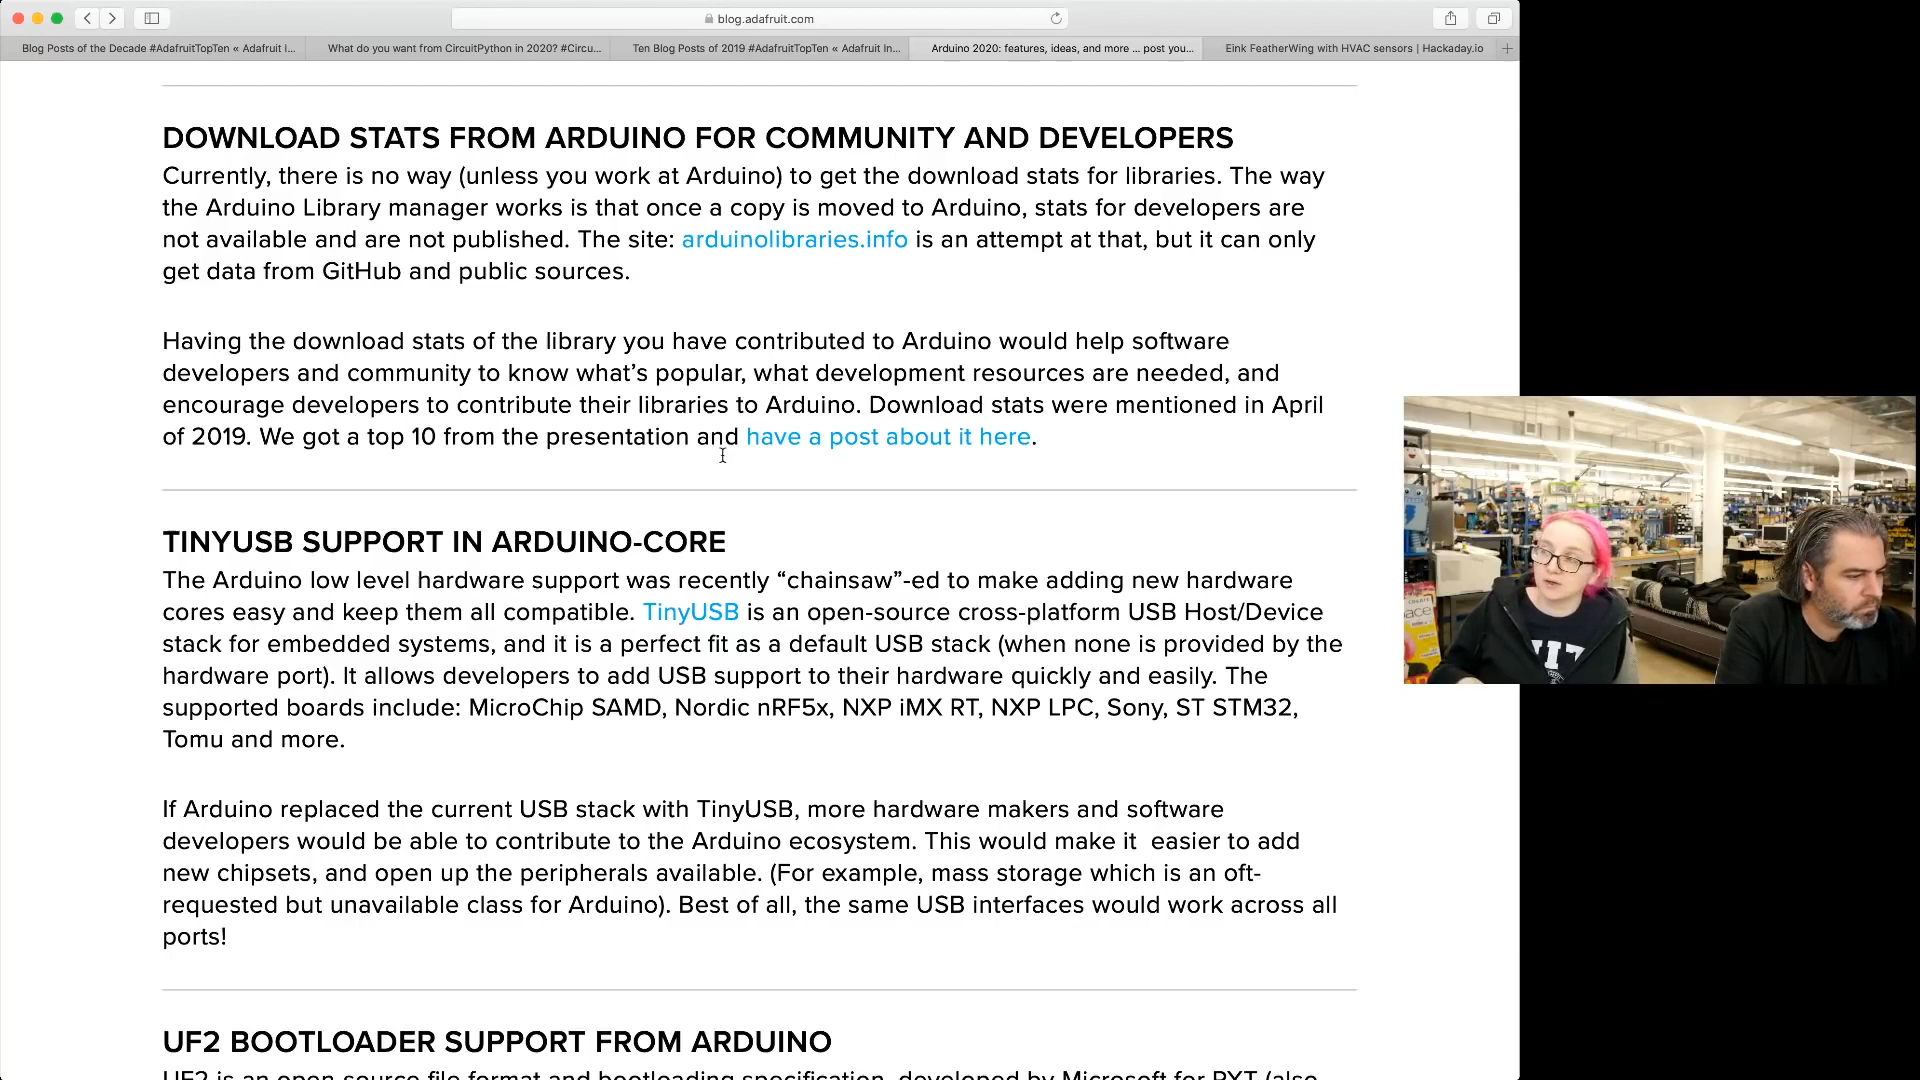 blog.adafruit.com
Blog Posts of the Decade #AdafruitTopTen « Adafruit I...
What do you want from CircuitPython in 2020? #Circu...
Ten Blog Posts of 2019 #AdafruitTopTen « Adafruit In...
Arduino 2020: features, ideas, and more ... post you...
Eink FeatherWing with HVAC sensors | Hackaday.io
DOWNLOAD STATS FROM ARDUINO FOR COMMUNITY AND DEVELOPERS
Currently, there is no way (unless you work at Arduino) to get the download stats for libraries. The way
the Arduino Library manager works is that once a copy is moved to Arduino, stats for developers are
not available and are not published. The site: arduinolibraries.info is an attempt at that, but it can only
get data from GitHub and public sources.
Having the download stats of the library you have contributed to Arduino would help software
developers and community to know what’s popular, what development resources are needed, and
encourage developers to contribute their libraries to Arduino. Download stats were mentioned in April
of 2019. We got a top 10 from the presentation and have a post about it here.
TINYUSB SUPPORT IN ARDUINO-CORE
The Arduino low level hardware support was recently “chainsaw”-ed to make adding new hardware
cores easy and keep them all compatible. TinyUSB is an open-source cross-platform USB Host/Device
stack for embedded systems, and it is a perfect fit as a default USB stack (when none is provided by the
hardware port). It allows developers to add USB support to their hardware quickly and easily. The
supported boards include: MicroChip SAMD, Nordic nRF5x, NXP iMX RT, NXP LPC, Sony, ST STM32,
Tomu and more.
If Arduino replaced the current USB stack with TinyUSB, more hardware makers and software
developers would be able to contribute to the Arduino ecosystem. This would make it  easier to add
new chipsets, and open up the peripherals available. (For example, mass storage which is an oft-
requested but unavailable class for Arduino). Best of all, the same USB interfaces would work across all
ports!
UF2 BOOTLOADER SUPPORT FROM ARDUINO
UF2 is an open source file format and bootloading specification, developed by Microsoft for PXT (also